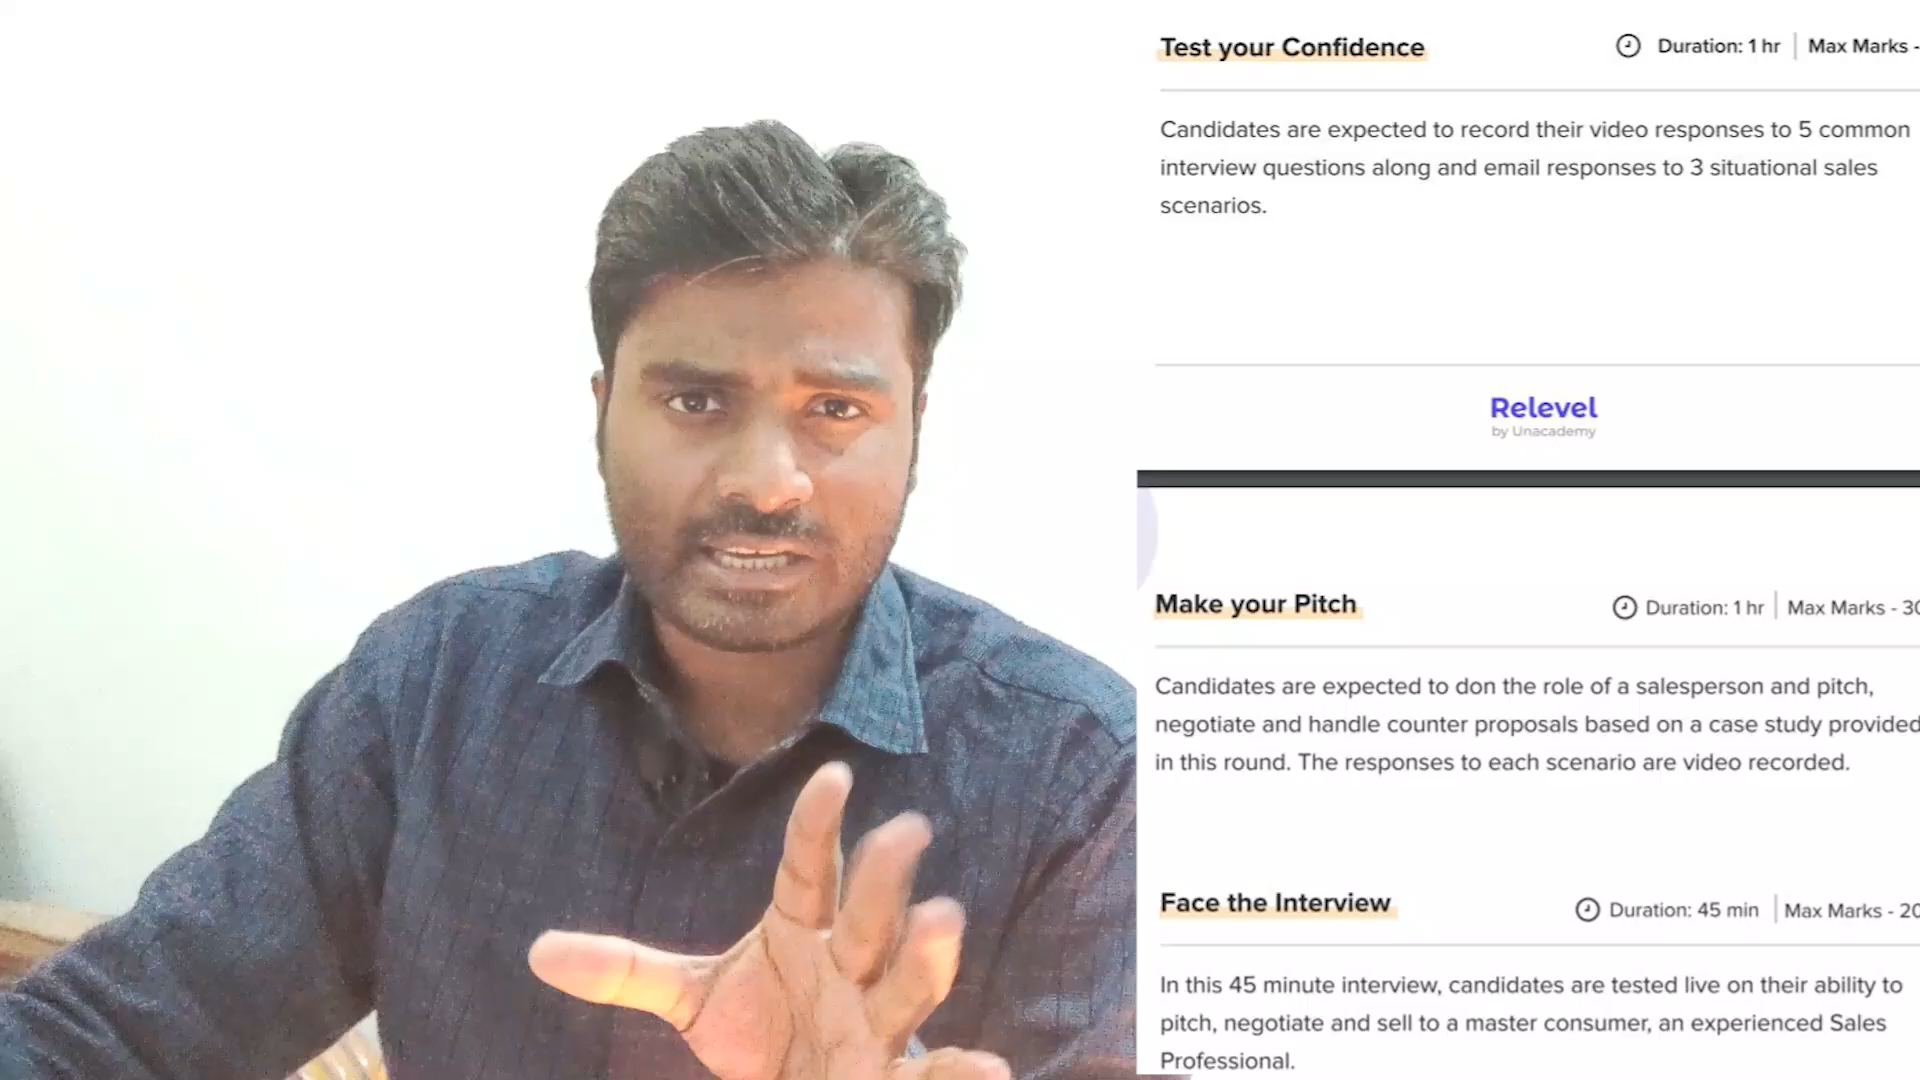 Test your Confidence
Duration: 1 hr
Max Marks -
Candidates are expected to record their video responses to 5 common
interview questions along and email responses to 3 situational sales
scenarios.
Relevel
by Unacademy
Make your Pitch
Duration: 1 hr
Max Marks - 30
Candidates are expected to don the role of a salesperson and pitch,
negotiate and handle counter proposals based on a case study provided
in this round. The responses to each scenario are video recorded.
Face the Interview
Duration: 45 min
Max Marks - 20
In this 45 minute interview, candidates are tested live on their ability to
pitch, negotiate and sell to a master consumer, an experienced Sales
Professional.